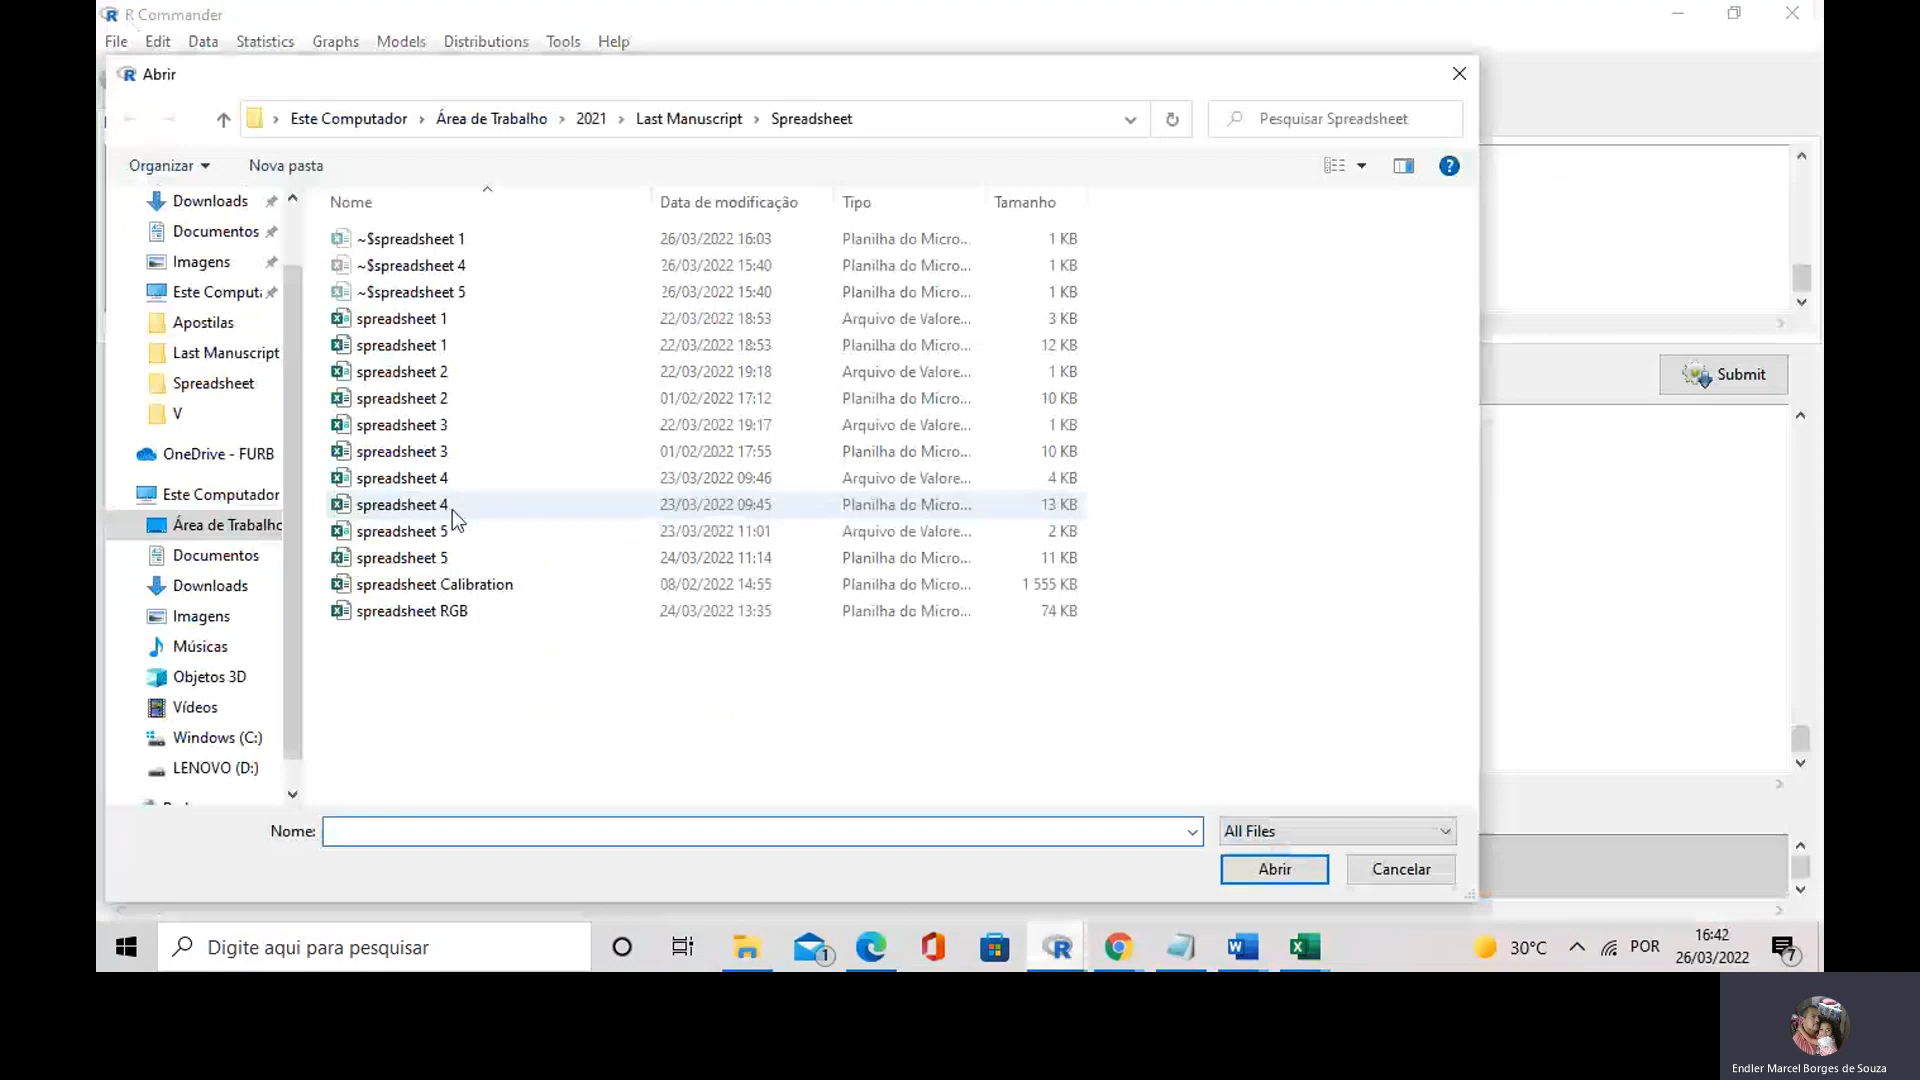 R Commander
File Edit Data Statistics Graphs Models Distributions Tools Help
Abrir
Este Computador › Área de Trabalho › 2021 › Last Manuscript › Spreadsheet
Pesquisar Spreadsheet
Organizar Nova pasta
Downloads
Documentos
Imagens
Este Computa
Apostilas
Last Manuscript
Spreadsheet
V
OneDrive - FURB
Este Computador
Área de Trabalho
Documentos
Downloads
Imagens
Músicas
Objetos 3D
Vídeos
Windows (C:)
LENOVO (D:)
Nome Data de modificação Tipo Tamanho
~$spreadsheet 1 26/03/2022 16:03 Planilha do Micro... 1 KB
~$spreadsheet 4 26/03/2022 15:40 Planilha do Micro... 1 KB
~$spreadsheet 5 26/03/2022 15:40 Planilha do Micro... 1 KB
spreadsheet 1 22/03/2022 18:53 Arquivo de Valore... 3 KB
spreadsheet 1 22/03/2022 18:53 Planilha do Micro... 12 KB
spreadsheet 2 22/03/2022 19:18 Arquivo de Valore... 1 KB
spreadsheet 2 01/02/2022 17:12 Planilha do Micro... 10 KB
spreadsheet 3 22/03/2022 19:17 Arquivo de Valore... 1 KB
spreadsheet 3 01/02/2022 17:55 Planilha do Micro... 10 KB
spreadsheet 4 23/03/2022 09:46 Arquivo de Valore... 4 KB
spreadsheet 4 23/03/2022 09:45 Planilha do Micro... 13 KB
spreadsheet 5 23/03/2022 11:01 Arquivo de Valore... 2 KB
spreadsheet 5 24/03/2022 11:14 Planilha do Micro... 11 KB
spreadsheet Calibration 08/02/2022 14:55 Planilha do Micro... 1 555 KB
spreadsheet RGB 24/03/2022 13:35 Planilha do Micro... 74 KB
Submit
Nome: All Files
Abrir Cancelar
Digite aqui para pesquisar
1
30°C POR
16:42
26/03/2022
7
Endler Marcel Borges de Souza